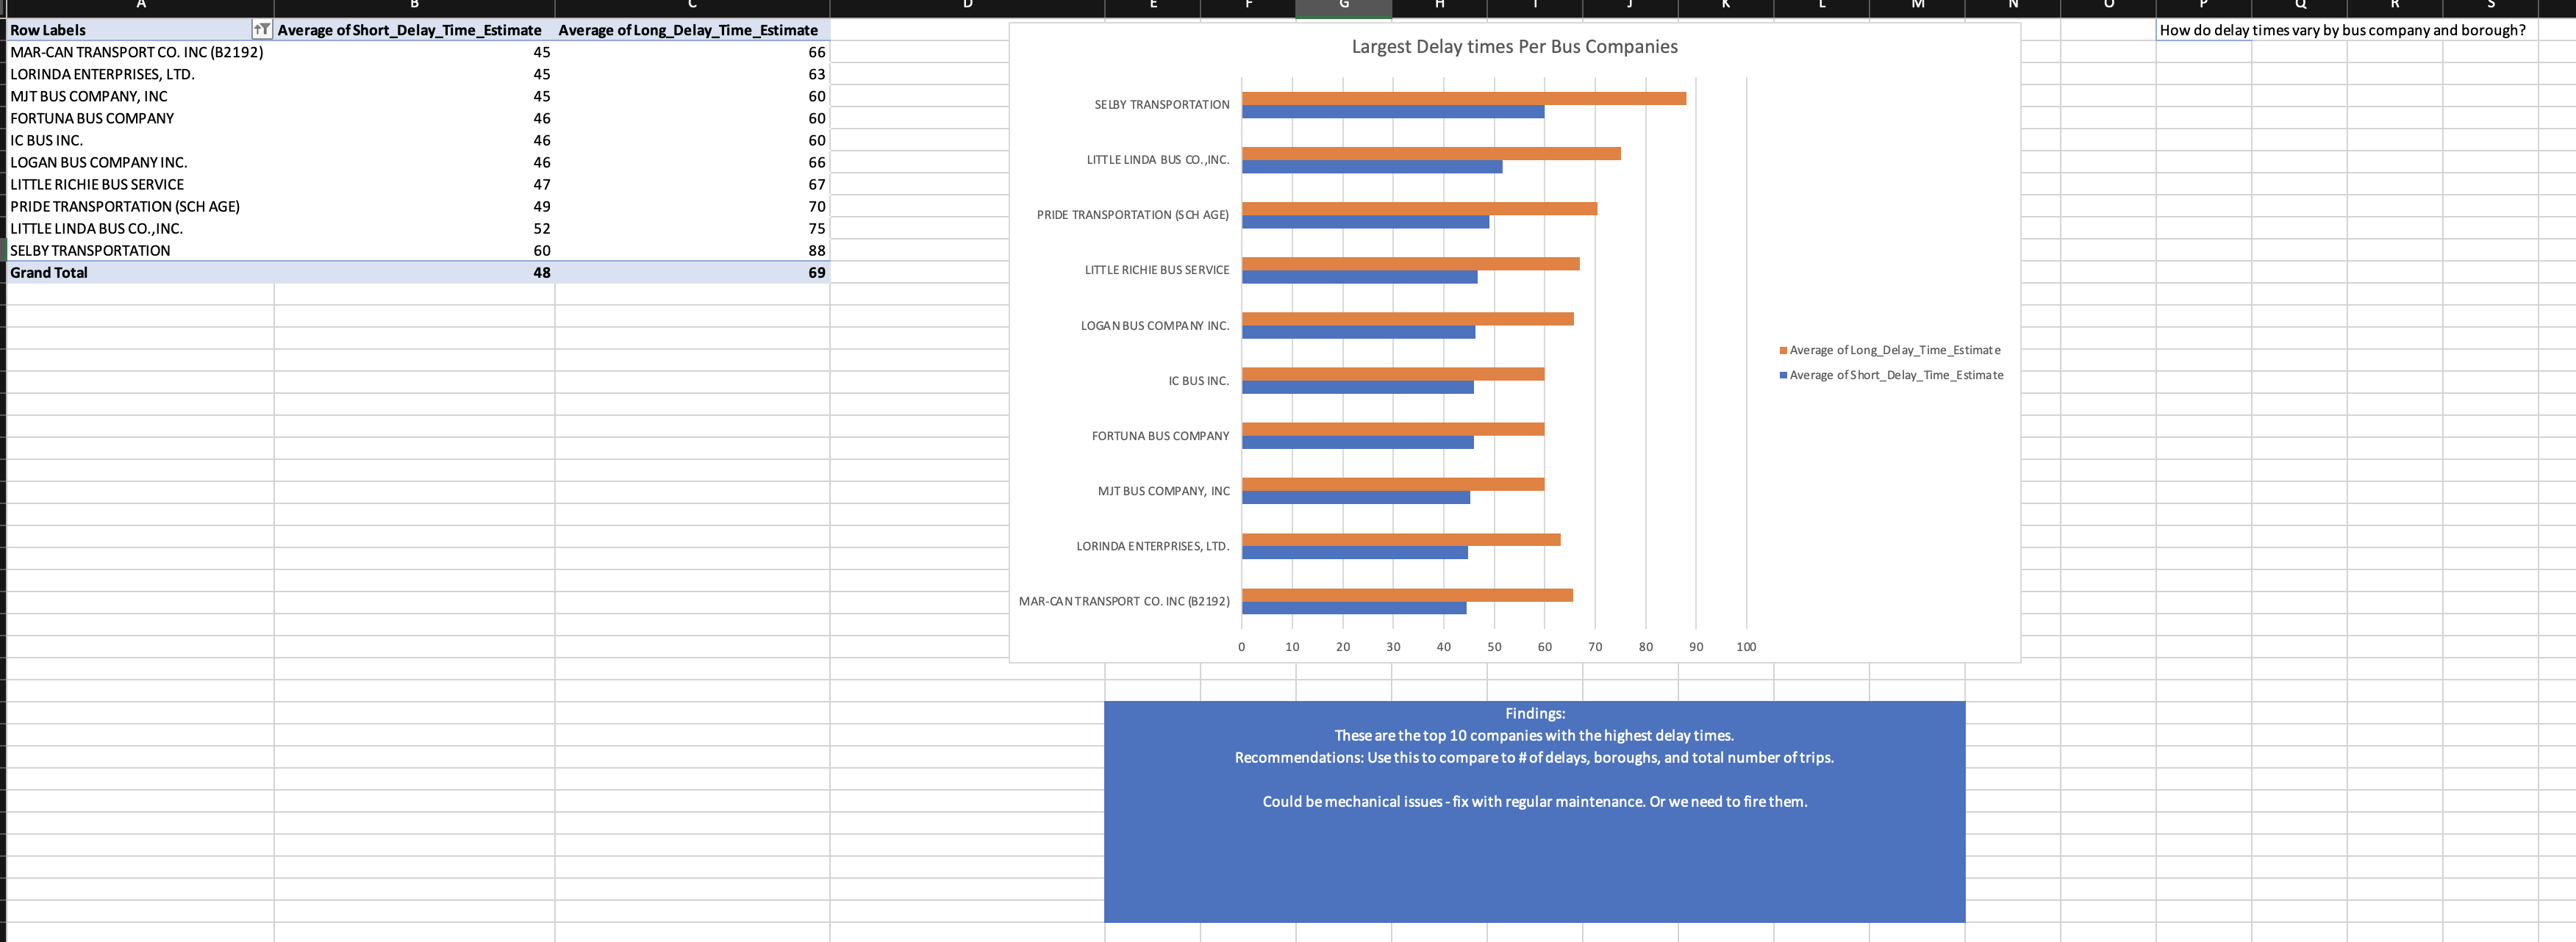 A B C D E F G H I J K L M N O P Q R S
Row Labels Average of Short_Delay_Time_Estimate Average of Long_Delay_Time_Estimate
MAR-CAN TRANSPORT CO. INC (B2192) 45 66
LORINDA ENTERPRISES, LTD. 45 63
MJT BUS COMPANY, INC 45 60
FORTUNA BUS COMPANY 46 60
IC BUS INC. 46 60
LOGAN BUS COMPANY INC. 46 66
LITTLE RICHIE BUS SERVICE 47 67
PRIDE TRANSPORTATION (SCH AGE) 49 70
LITTLE LINDA BUS CO.,INC. 52 75
SELBY TRANSPORTATION 60 88
Grand Total 48 69
Largest Delay times Per Bus Companies
SELBY TRANSPORTATION
LITTLE LINDA BUS CO.,INC.
PRIDE TRANSPORTATION (SCH AGE)
LITTLE RICHIE BUS SERVICE
LOGAN BUS COMPANY INC.
IC BUS INC.
FORTUNA BUS COMPANY
MJT BUS COMPANY, INC
LORINDA ENTERPRISES, LTD.
MAR-CAN TRANSPORT CO. INC (B2192)
0 10 20 30 40 50 60 70 80 90 100
Average of Long_Delay_Time_Estimate
Average of Short_Delay_Time_Estimate
How do delay times vary by bus company and borough?
Findings:
These are the top 10 companies with the highest delay times.
Recommendations: Use this to compare to # of delays, boroughs, and total number of trips.
Could be mechanical issues - fix with regular maintenance. Or we need to fire them.